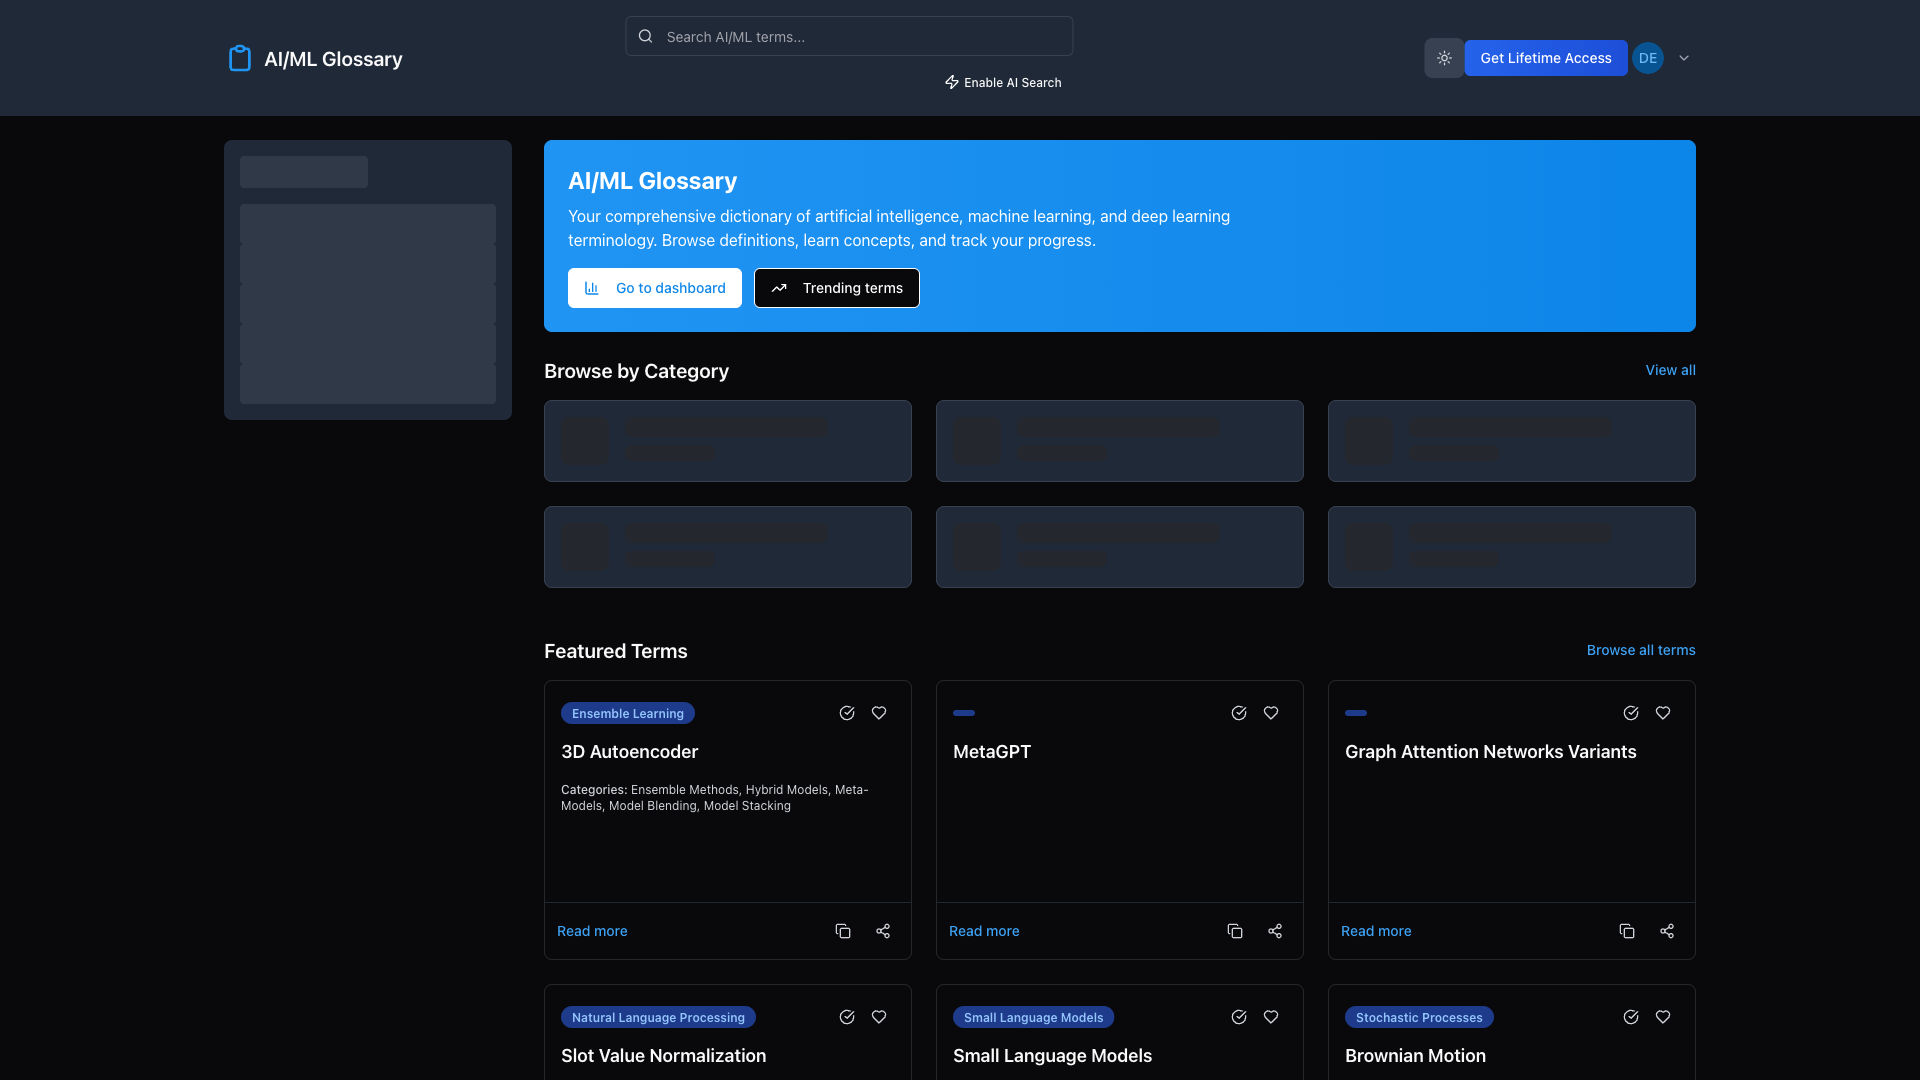 AI/ML Glossary
Search AI/ML terms...
Enable AI Search
Get Lifetime Access
DE
AI/ML Glossary
Your comprehensive dictionary of artificial intelligence, machine learning, and deep learning
terminology. Browse definitions, learn concepts, and track your progress.
Go to dashboard
Trending terms
Browse by Category
View all
Featured Terms
Browse all terms
Ensemble Learning
3D Autoencoder
Categories: Ensemble Methods, Hybrid Models, Meta-
Models, Model Blending, Model Stacking
Read more
MetaGPT
Read more
Graph Attention Networks Variants
Read more
Natural Language Processing
Slot Value Normalization
Small Language Models
Small Language Models
Stochastic Processes
Brownian Motion